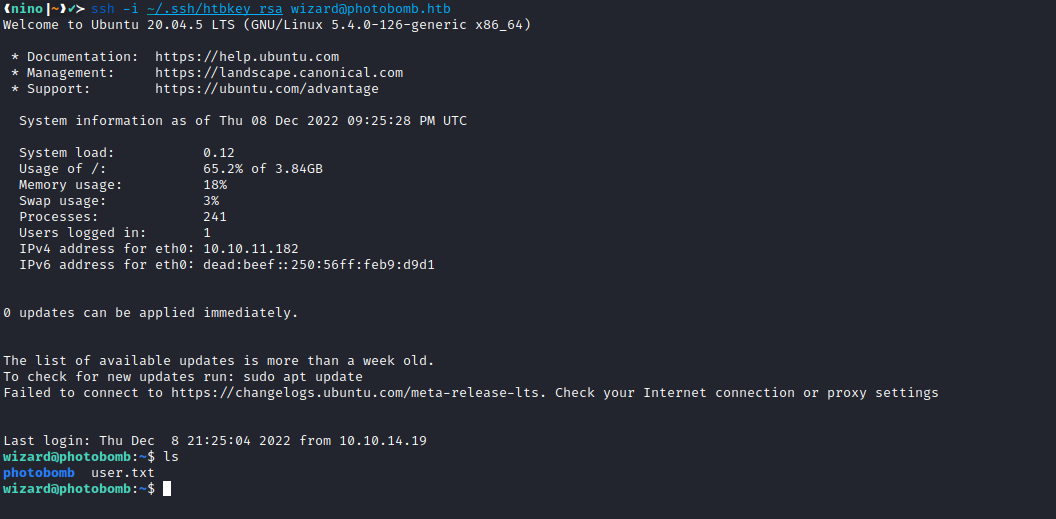 (nino|~)✔> ssh -i ~/.ssh/htbkey_rsa wizard@photobomb.htb
Welcome to Ubuntu 20.04.5 LTS (GNU/Linux 5.4.0-126-generic x86_64)
* Documentation:  https://help.ubuntu.com
* Management:     https://landscape.canonical.com
* Support:        https://ubuntu.com/advantage
System information as of Thu 08 Dec 2022 09:25:28 PM UTC
System load:           0.12
Usage of /:            65.2% of 3.84GB
Memory usage:          18%
Swap usage:            3%
Processes:             241
Users logged in:       1
IPv4 address for eth0: 10.10.11.182
IPv6 address for eth0: dead:beef::250:56ff:feb9:d9d1
0 updates can be applied immediately.
The list of available updates is more than a week old.
To check for new updates run: sudo apt update
Failed to connect to https://changelogs.ubuntu.com/meta-release-lts. Check your Internet connection or proxy settings
Last login: Thu Dec  8 21:25:04 2022 from 10.10.14.19
wizard@photobomb:~$ ls
photobomb  user.txt
wizard@photobomb:~$